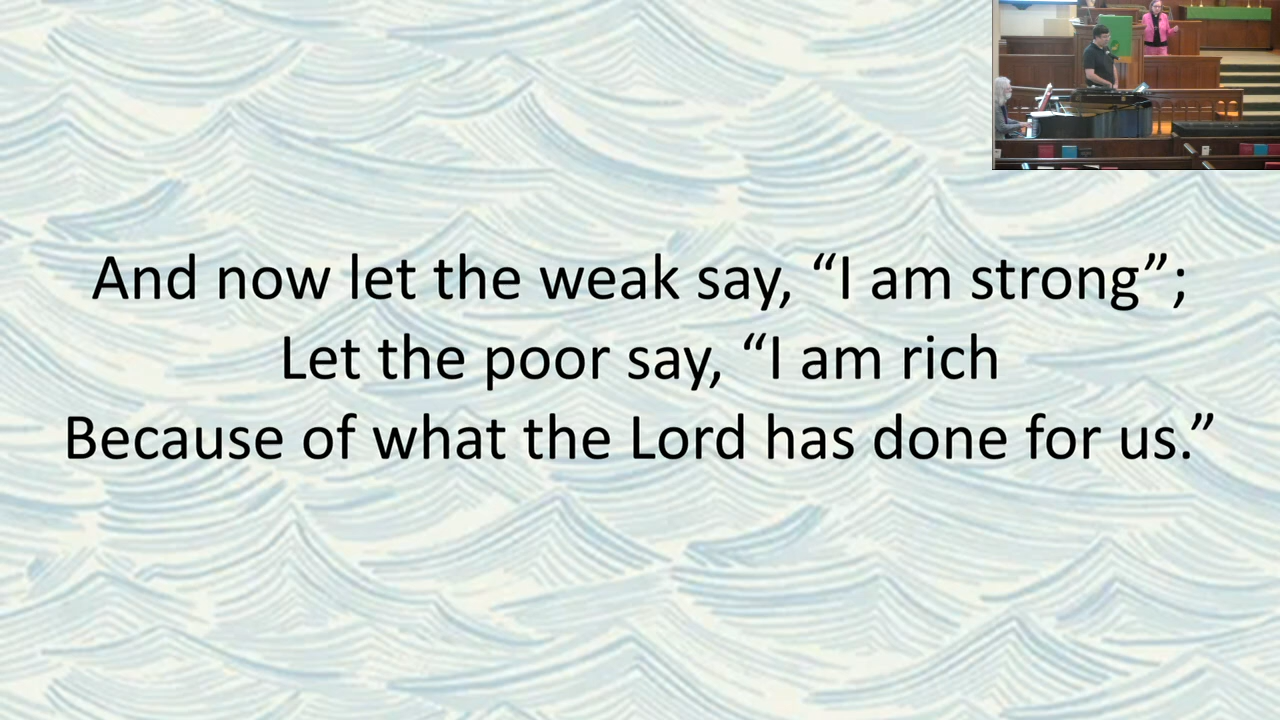 And now let the weak say, “I am strong”;
Let the poor say, “I am rich
Because of what the Lord has done for us.”